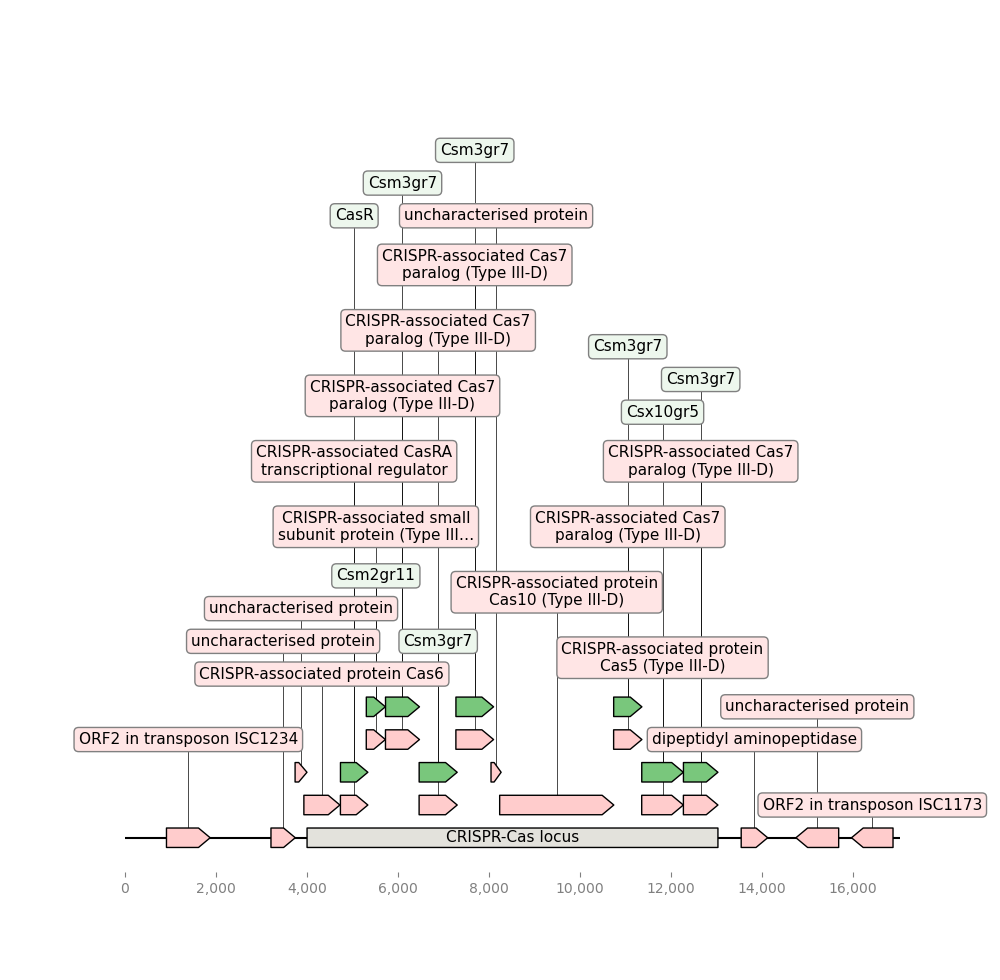 Csm3gr7
Csm3gr7
CasR
uncharacterised protein
CRISPR-associated Cas7
paralog (Type III-D)
CRISPR-associated Cas7
paralog (Type III-D)
Csm3gr7
Csm3gr7
CRISPR-associated Cas7
paralog (Type III-D)
Csx10gr5
CRISPR-associated CasRA
transcriptional regulator
CRISPR-associated Cas7
paralog (Type III-D)
CRISPR-associated small
subunit protein (Type III...
CRISPR-associated Cas7
paralog (Type III-D)
Csm2gr11
CRISPR-associated protein
Cas10 (Type III-D)
uncharacterised protein
uncharacterised protein
Csm3gr7
CRISPR-associated protein
Cas5 (Type III-D)
CRISPR-associated protein Cas6
uncharacterised protein
ORF2 in transposon ISC1234
dipeptidyl aminopeptidase
ORF2 in transposon ISC1173
CRISPR-Cas locus
0 2,000 4,000 6,000 8,000 10,000 12,000 14,000 16,000